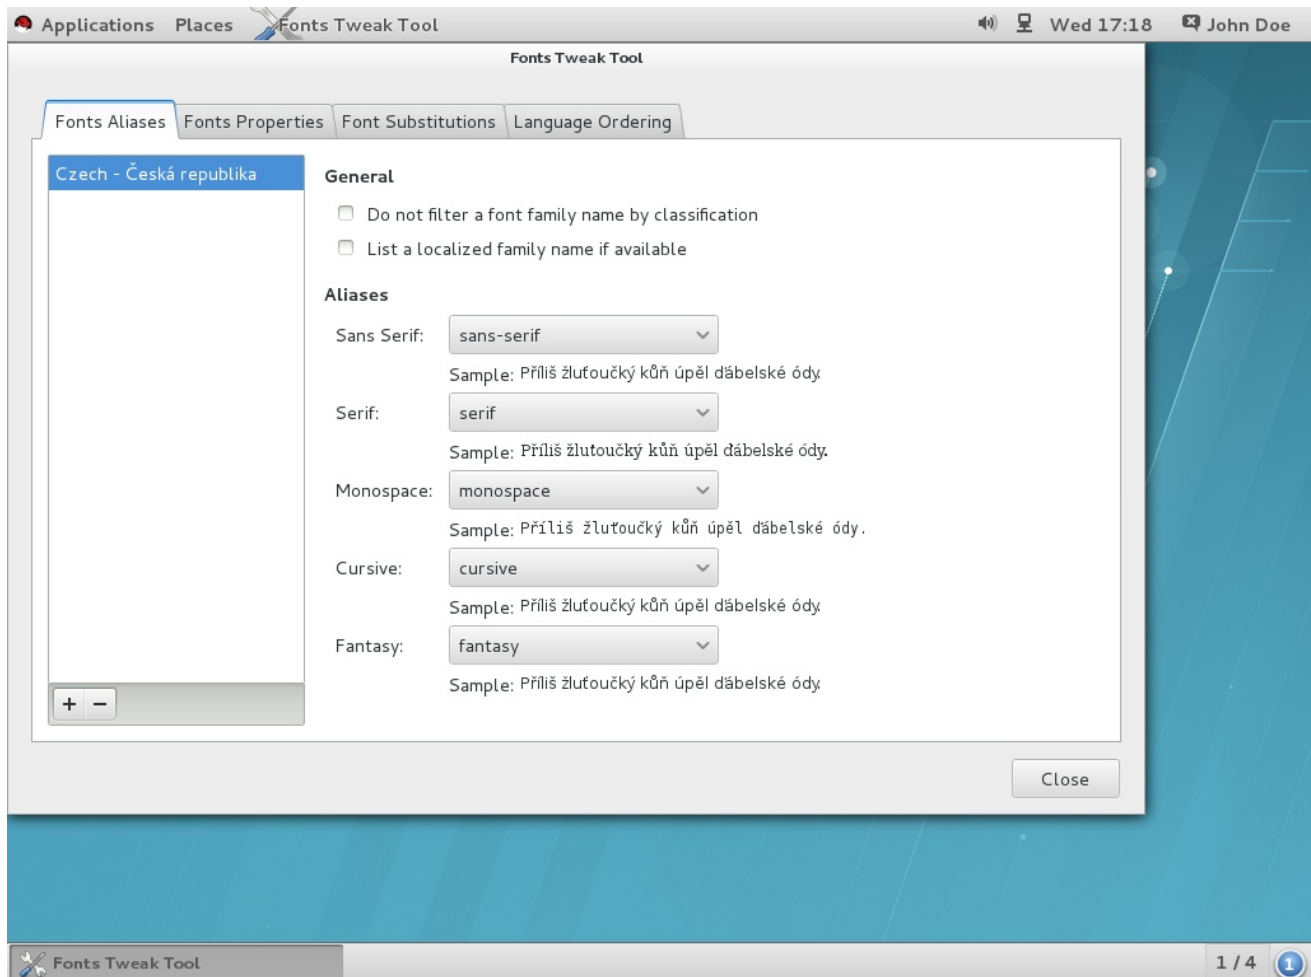 Applications Places Fonts Tweak Tool Wed 17:18 John Doe
Fonts Tweak Tool
Fonts Aliases Fonts Properties Font Substitutions Language Ordering
Czech - Česká republika
General
Do not filter a font family name by classification
List a localized family name if available
Aliases
Sans Serif: sans-serif
Sample: Příliš žluťoučký kůň úpěl ďábelské ódy.
Serif: serif
Sample: Příliš žluťoučký kůň úpěl ďábelské ódy.
Monospace: monospace
Sample: Příliš žluťoučký kůň úpěl ďábelské ódy.
Cursive: cursive
Sample: Příliš žluťoučký kůň úpěl ďábelské ódy.
Fantasy: fantasy
Sample: Příliš žluťoučký kůň úpěl ďábelské ódy.
+ −
Close
Fonts Tweak Tool 1 / 4 1